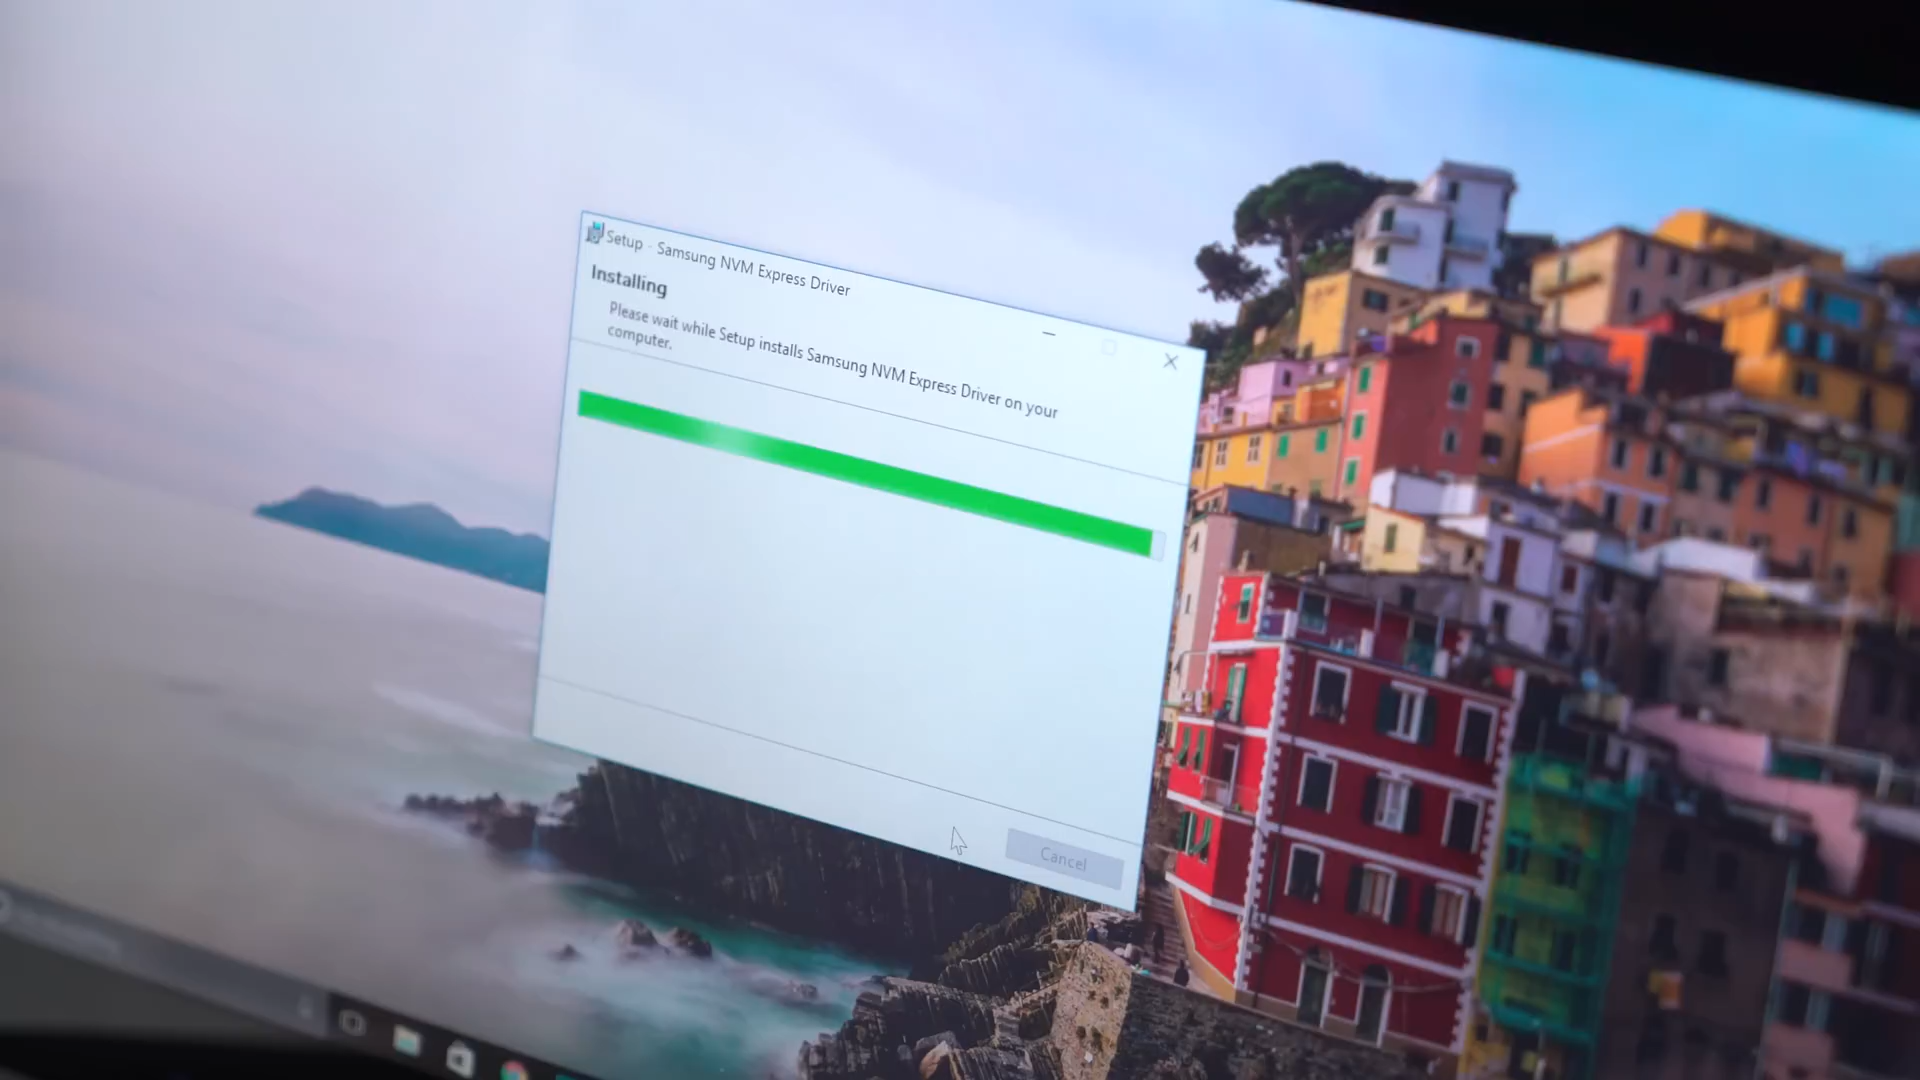 Setup - Samsung NVM Express Driver
Installing
Please wait while Setup installs Samsung NVM Express Driver on your
computer.
Cancel